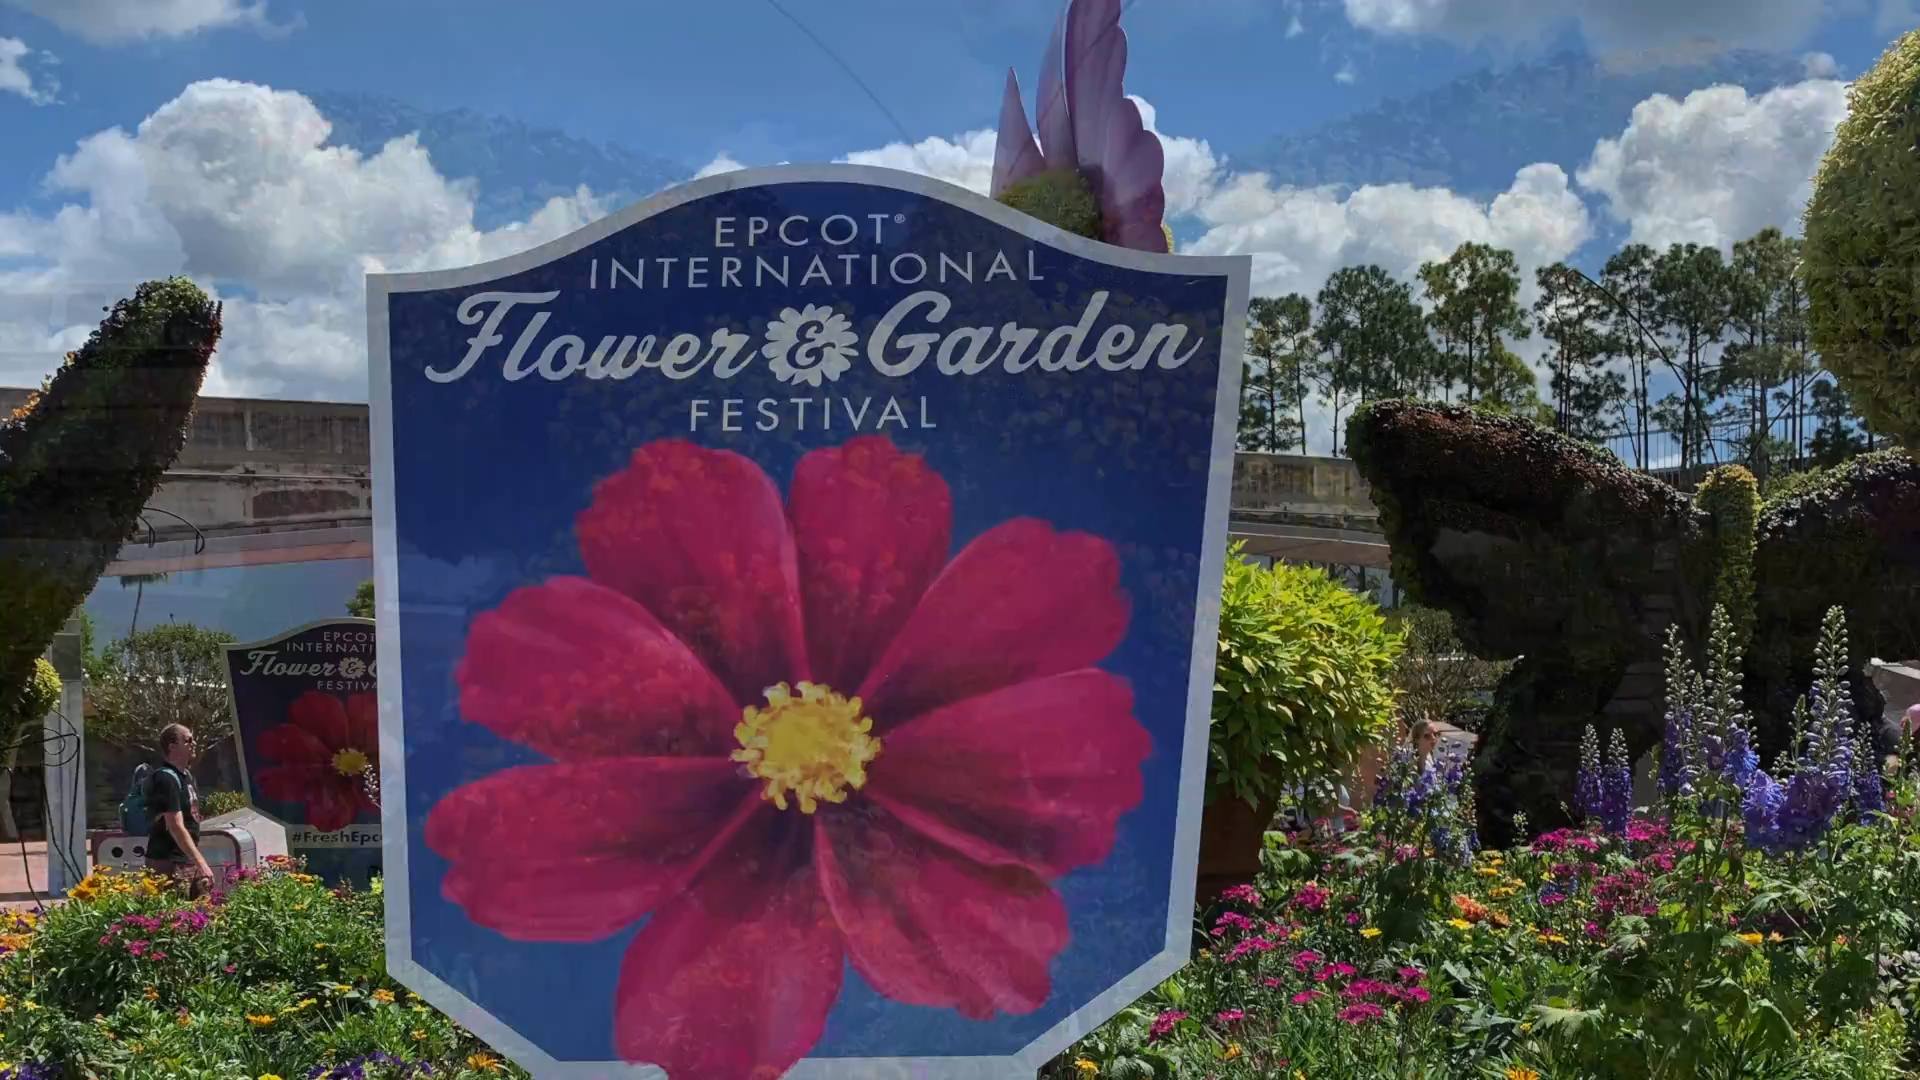 EPCOT®
INTERNATIONAL
Flower & Garden
FESTIVAL
EPCOT
INTERNATI
Flower &
FESTIVA
#FreshEpc